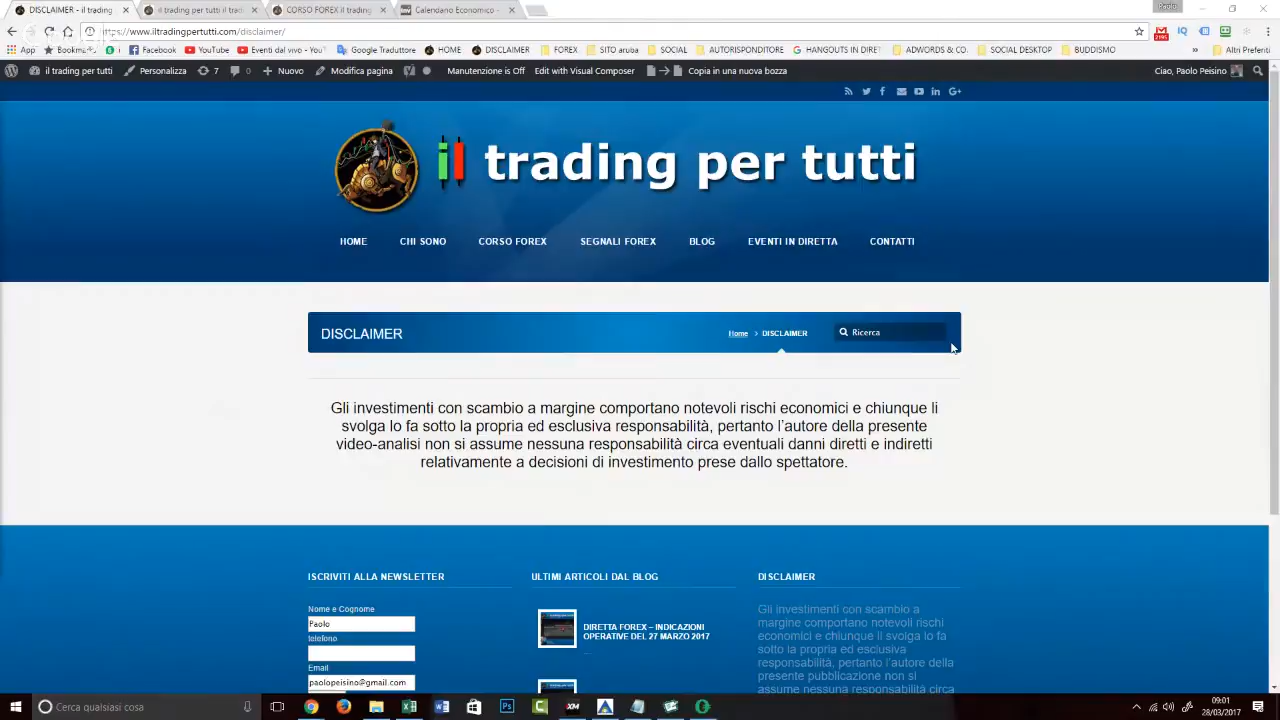 DISCLAIMER - il trading
il trading per tutti | il tradi
CORSO FOREX il trading
Calendario Economico -
Paolo
https://www.iltradingpertutti.com/disclaimer/
2195
App
Bookmark
S
Facebook
YouTube
YouTube
Google Traduttore
HOME
DISCLAIMER
FOREX
SITO aruba
SOCIAL
AUTORISPONDITORE
HANGOUTS IN DIRET
ADWORDS & CO
SOCIAL DESKTOP
BUDDISMO
»
Altri Preferiti
il trading per tutti
Personalizza
7
0
Nuovo
Modifica pagina
Manutenzione is Off
Edit with Visual Composer
Copia in una nuova bozza
Ciao, Paolo Peisino
il trading per tutti
HOME
CHI SONO
CORSO FOREX
SEGNALI FOREX
BLOG
EVENTI IN DIRETTA
CONTATTI
DISCLAIMER
Home > DISCLAIMER
Ricerca
Gli investimenti con scambio a margine comportano notevoli rischi economici e chiunque li
svolga lo fa sotto la propria ed esclusiva responsabilità, pertanto l'autore della presente
video-analisi non si assume nessuna responsabilità circa eventuali danni diretti e indiretti
relativamente a decisioni di investimento prese dallo spettatore.
ISCRIVITI ALLA NEWSLETTER
Nome e Cognome
Paolo
telefono
Email
paolopeisino@gmail.com
ULTIMI ARTICOLI DAL BLOG
DIRETTA FOREX – INDICAZIONI
OPERATIVE DEL 27 MARZO 2017
...
DISCLAIMER
Gli investimenti con scambio a
margine comportano notevoli rischi
economici e chiunque li svolga lo fa
sotto la propria ed esclusiva
responsabilità, pertanto l'autore della
presente pubblicazione non si
assume nessuna responsabilità circa
Cerca qualsiasi cosa
09:01
28/03/2017